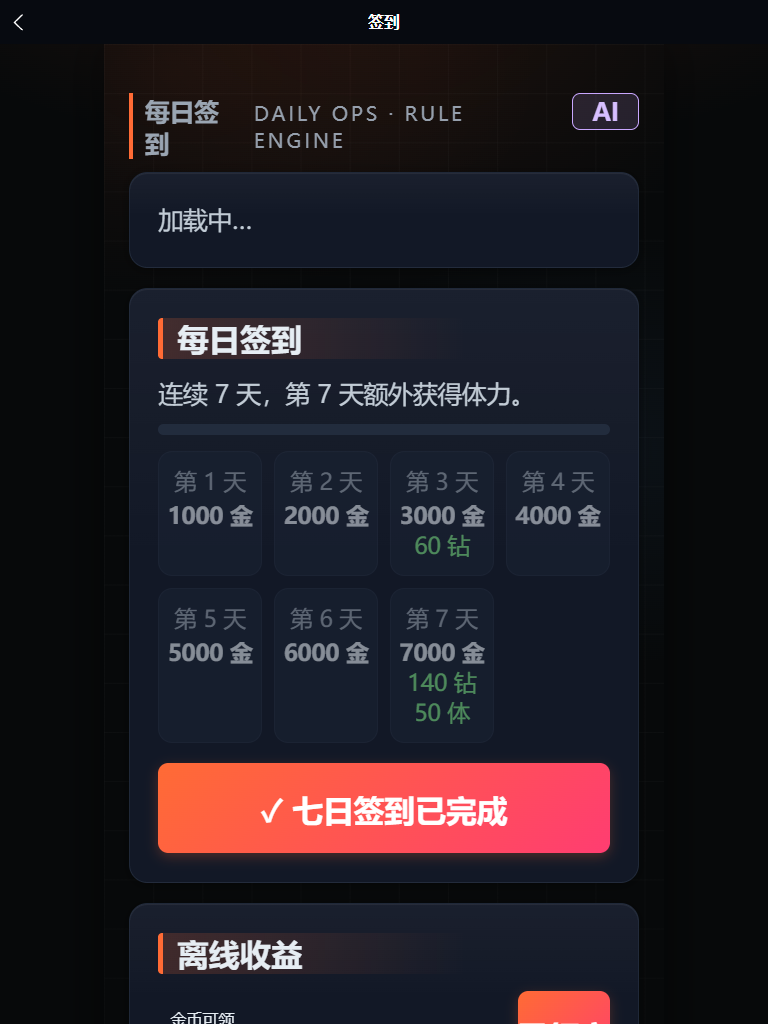 签到
每日签
到
DAILY OPS · RULE
ENGINE
AI
加载中...
每日签到
连续 7 天，第 7 天额外获得体力。
第 1 天
1000 金
第 2 天
2000 金
第 3 天
3000 金
60 钻
第 4 天
4000 金
第 5 天
5000 金
第 6 天
6000 金
第 7 天
7000 金
140 钻
50 体
✓ 七日签到已完成
离线收益
金币可领